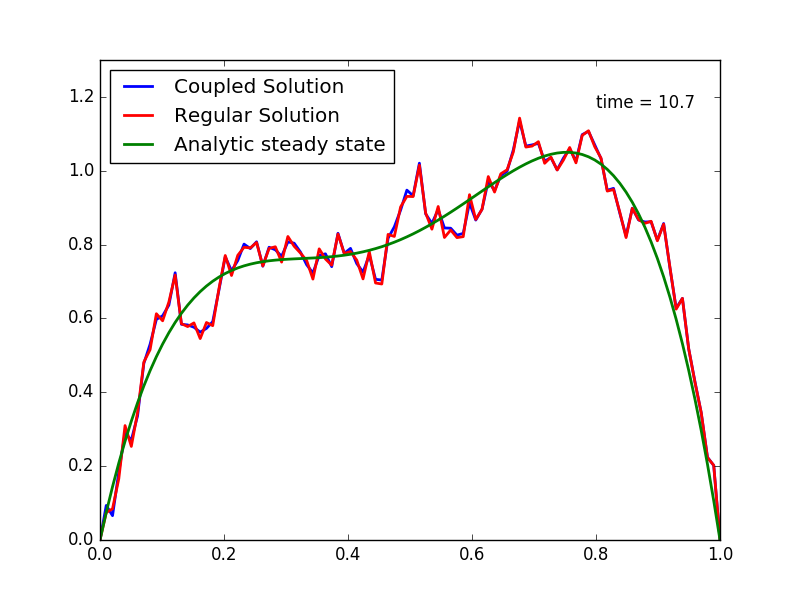 Coupled Solution
Regular Solution
Analytic steady state
time = 10.7
1.2
1.0
0.8
0.6
0.4
0.2
0.0
0.0 0.2 0.4 0.6 0.8 1.0